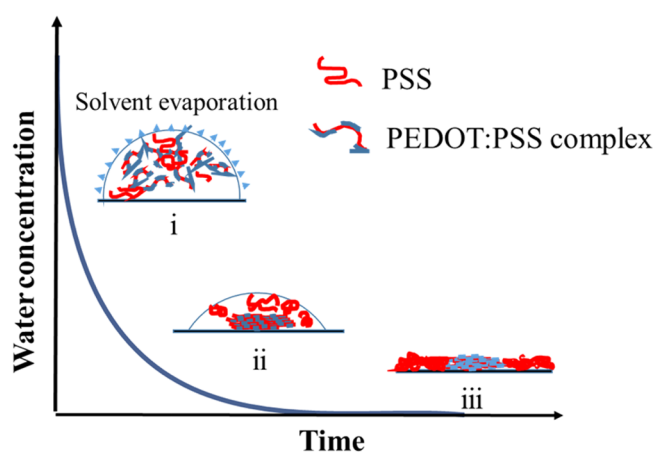 Solvent evaporation
PSS
PEDOT:PSS complex
i
ii
iii
Water concentration
Time